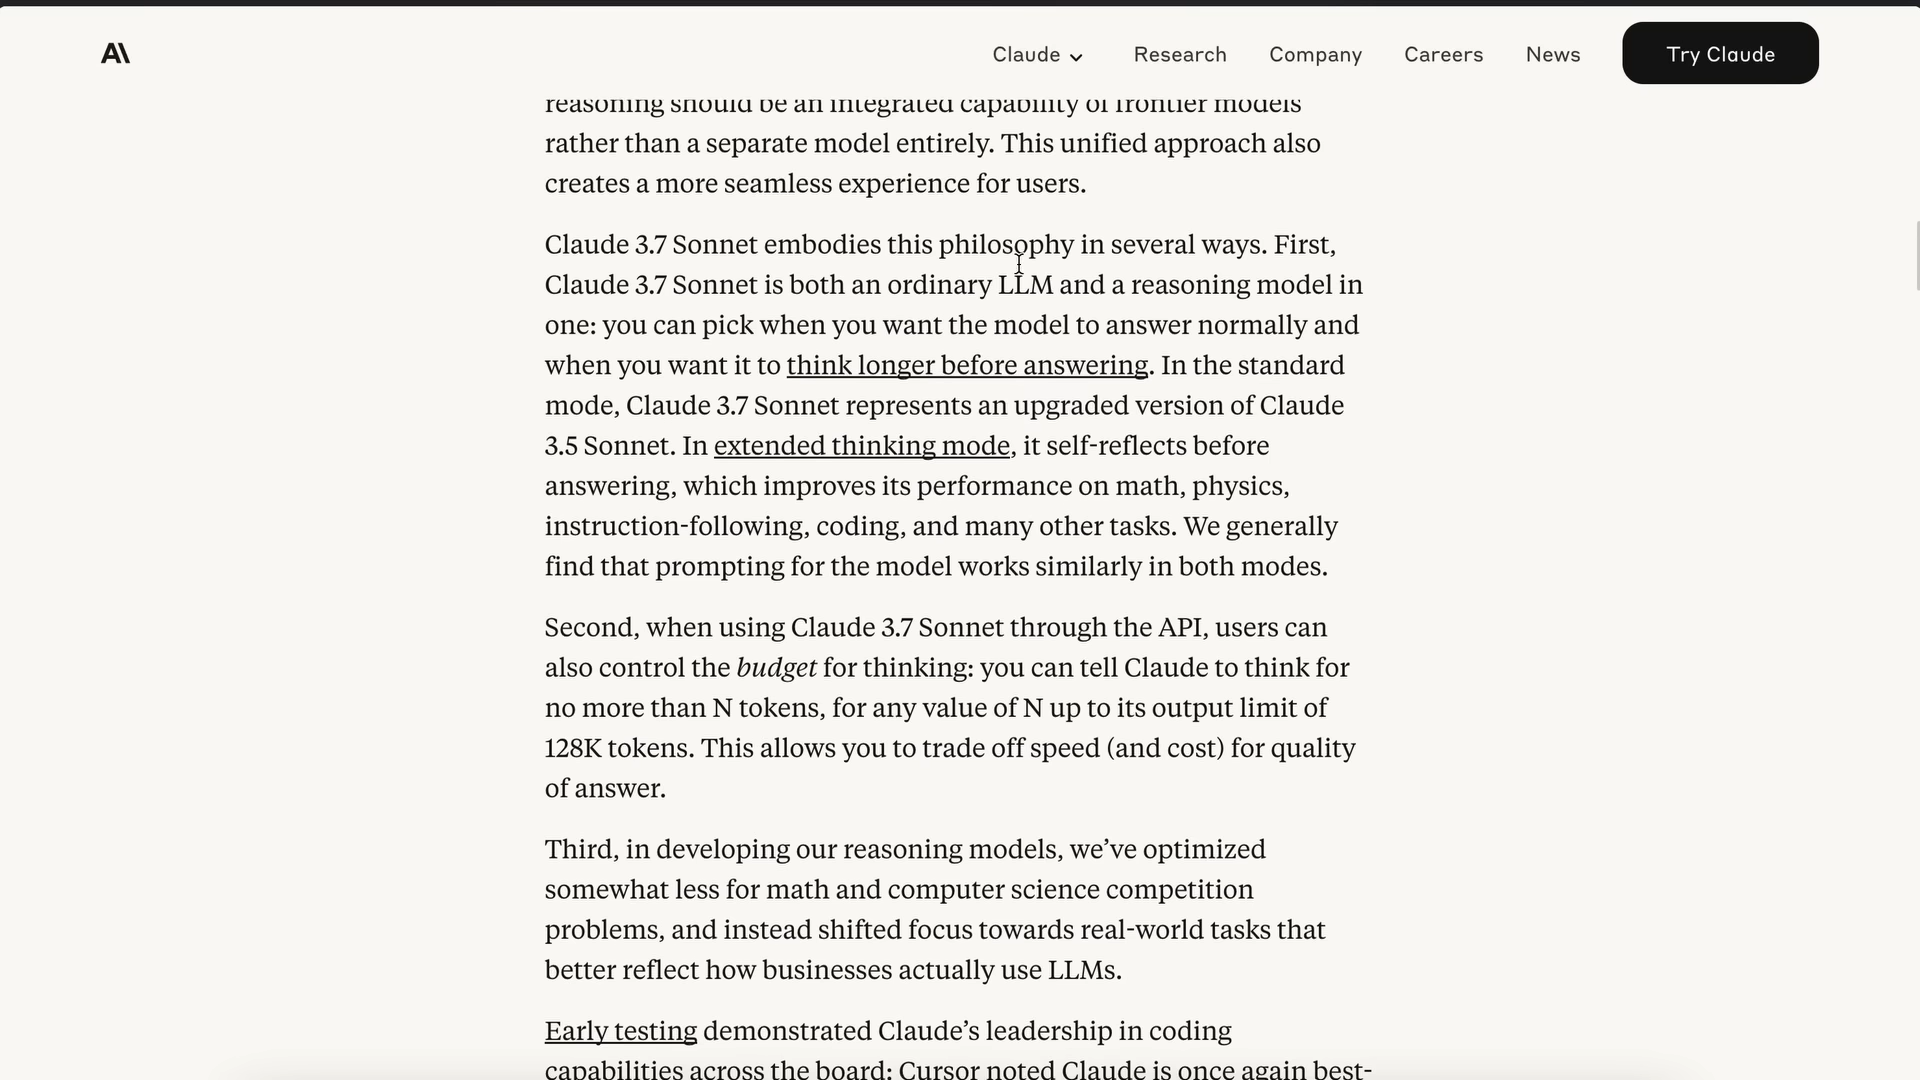 A\
Claude
Research
Company
Careers
News
Try Claude
reasoning should be an integrated capability of frontier models
rather than a separate model entirely. This unified approach also
creates a more seamless experience for users.
Claude 3.7 Sonnet embodies this philosophy in several ways. First,
Claude 3.7 Sonnet is both an ordinary LLM and a reasoning model in
one: you can pick when you want the model to answer normally and
when you want it to think longer before answering. In the standard
mode, Claude 3.7 Sonnet represents an upgraded version of Claude
3.5 Sonnet. In extended thinking mode, it self-reflects before
answering, which improves its performance on math, physics,
instruction-following, coding, and many other tasks. We generally
find that prompting for the model works similarly in both modes.
Second, when using Claude 3.7 Sonnet through the API, users can
also control the budget for thinking: you can tell Claude to think for
no more than N tokens, for any value of N up to its output limit of
128K tokens. This allows you to trade off speed (and cost) for quality
of answer.
Third, in developing our reasoning models, we’ve optimized
somewhat less for math and computer science competition
problems, and instead shifted focus towards real-world tasks that
better reflect how businesses actually use LLMs.
Early testing demonstrated Claude’s leadership in coding
capabilities across the board: Cursor noted Claude is once again best-